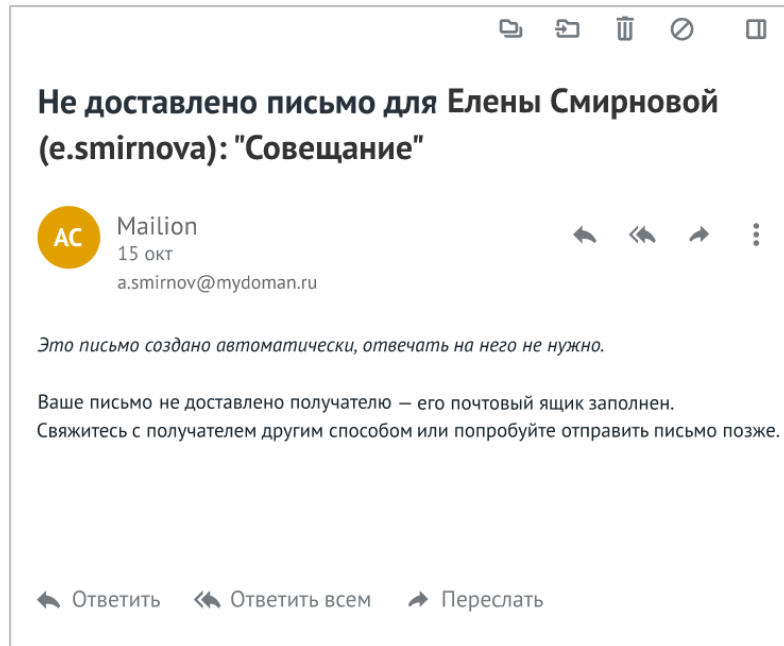 Не доставлено письмо для Елены Смирновой
(e.smirnova): "Совещание"
АС
Mailion
15 окт
a.smirnov@mydoman.ru
Это письмо создано автоматически, отвечать на него не нужно.
Ваше письмо не доставлено получателю — его почтовый ящик заполнен.
Свяжитесь с получателем другим способом или попробуйте отправить письмо позже.
Ответить Ответить всем Переслать